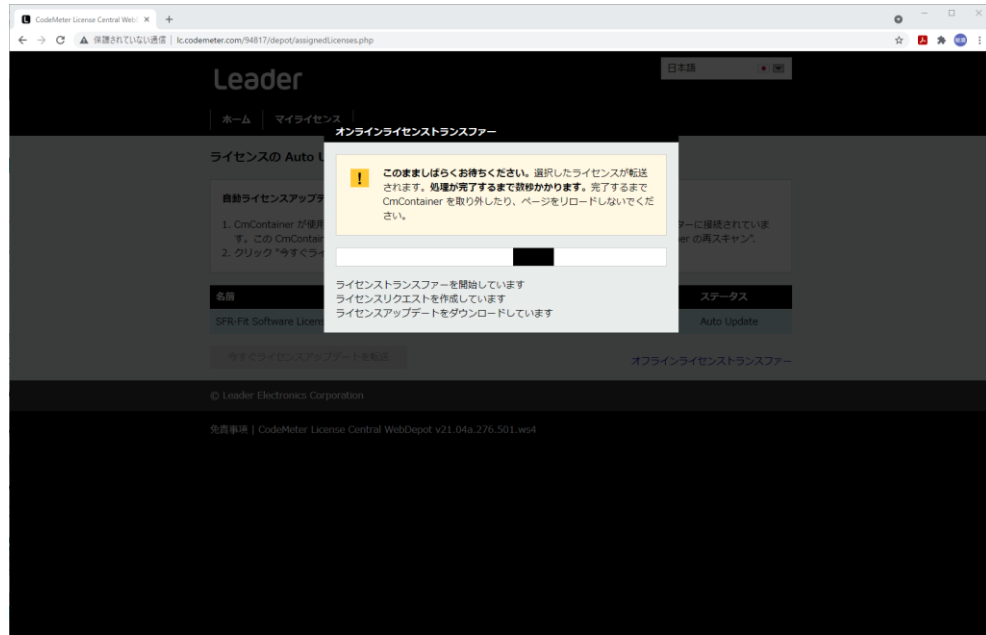 CodeMeter License Central Web
保護されていない通信 | lc.codemeter.com/94817/depot/assignedLicenses.php
Leader
日本語
ホーム マイライセンス
オンラインライセンストランスファー
ライセンスの Auto U
このまましばらくお待ちください。選択したライセンスが転送
されます。処理が完了するまで数秒かかります。完了するまで
CmContainer を取り外したり、ページをリロードしないでくだ
さい。
自動ライセンスアップデ
1. CmContainer が使用 ターに接続されていま
す。この CmContain er の再スキャン".
2. クリック "今すぐライ
ライセンストランスファーを開始しています
ライセンスリクエストを作成しています
ライセンスアップデートをダウンロードしています
名前 ステータス
SFR-Fit Software Licens Auto Update
今すぐライセンスアップデートを転送 オフラインライセンストランスファー
© Leader Electronics Corporation
免責事項 | CodeMeter License Central WebDepot v21.04a.276.501.ws4